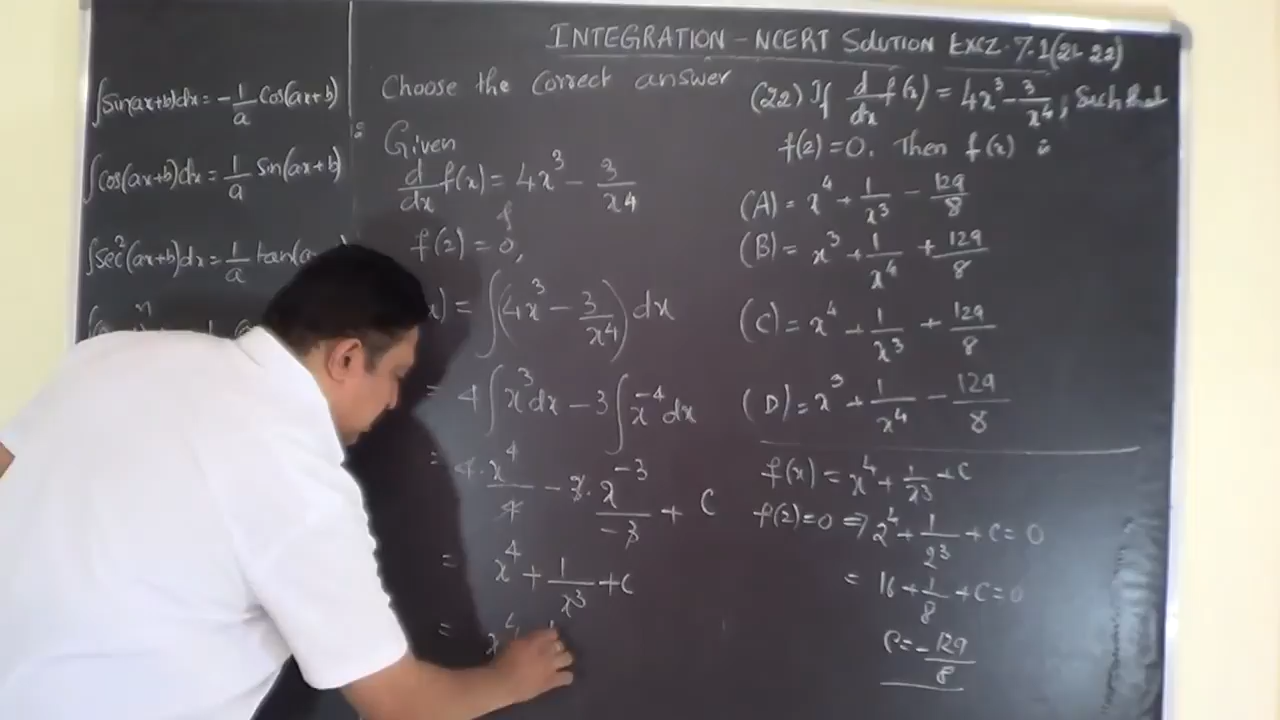 INTEGRATION - NCERT SOLUTION EXCZ. 7.1(21 22)
∫Sin(ax+b)dx = -1/a Cos(ax+b)
∫Cos(ax+b)dx = 1/a Sin(ax+b)
∫Sec²(ax+b)dx = 1/a tan(a
Choose the correct answer
Given
d/dx f(x) = 4x³ - 3/x4
f(2) = 0,
x) = ∫(4x³ - 3/x4) dx
= 4∫x³dx - 3∫x⁻⁴dx
= 4·x⁴/4 - 3·x⁻³/-3 + C
= x⁴ + 1/x³ + C
= x⁴
(22) If d/dx f(x) = 4x³ - 3/x4, Such that
f(2)=0. Then f(x) is
(A) = x⁴ + 1/x3 - 129/8
(B) = x³ + 1/x4 + 129/8
(C) = x⁴ + 1/x3 + 129/8
(D) = x³ + 1/x4 - 129/8
f(x) = x⁴ + 1/x3 + C
f(2)=0 ⇒ 2⁴ + 1/2³ + C = 0
= 16 + 1/8 + C = 0
C = -129/8